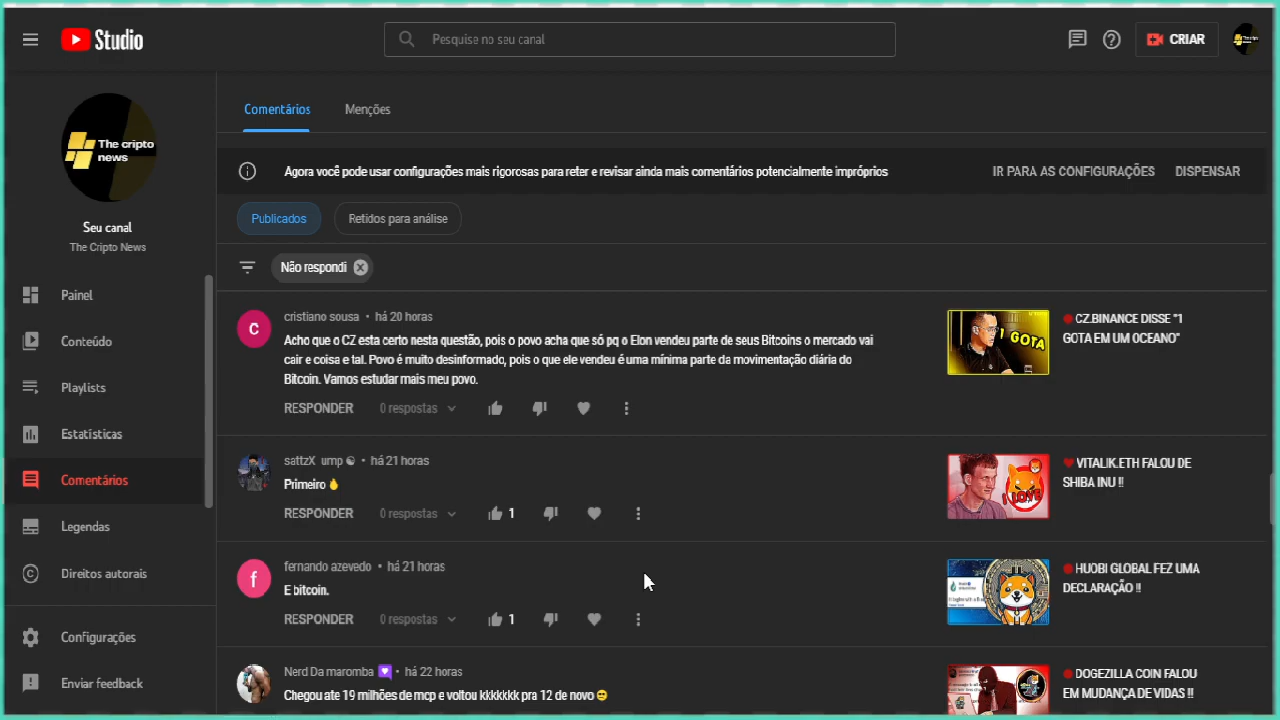 Studio
Pesquise no seu canal
CRIAR
The cripto
news
Seu canal
The Cripto News
Painel
Conteúdo
Playlists
Estatísticas
Comentários
Legendas
Direitos autorais
Configurações
Enviar feedback
Comentários
Menções
Agora você pode usar configurações mais rigorosas para reter e revisar ainda mais comentários potencialmente impróprios
IR PARA AS CONFIGURAÇÕES
DISPENSAR
Publicados
Retidos para análise
Não respondi
cristiano sousa • há 20 horas
Acho que o CZ esta certo nesta questão, pois o povo acha que só pq o Elon vendeu parte de seus Bitcoins o mercado vai
cair e coisa e tal. Povo é muito desinformado, pois o que ele vendeu é uma mínima parte da movimentação diária do
Bitcoin. Vamos estudar mais meu povo.
RESPONDER 0 respostas
1 GOTA
CZ.BINANCE DISSE "1
GOTA EM UM OCEANO"
sattzX ump ☯ • há 21 horas
Primeiro
RESPONDER 0 respostas 1
I LOVE
VITALIK.ETH FALOU DE
SHIBA INU !!
fernando azevedo • há 21 horas
E bitcoin.
RESPONDER 0 respostas 1
HUOBI GLOBAL FEZ UMA
DECLARAÇÃO !!
Nerd Da maromba • há 22 horas
Chegou ate 19 milhões de mcp e voltou kkkkkkk pra 12 de novo
DOGEZILLA COIN FALOU
EM MUDANÇA DE VIDAS !!